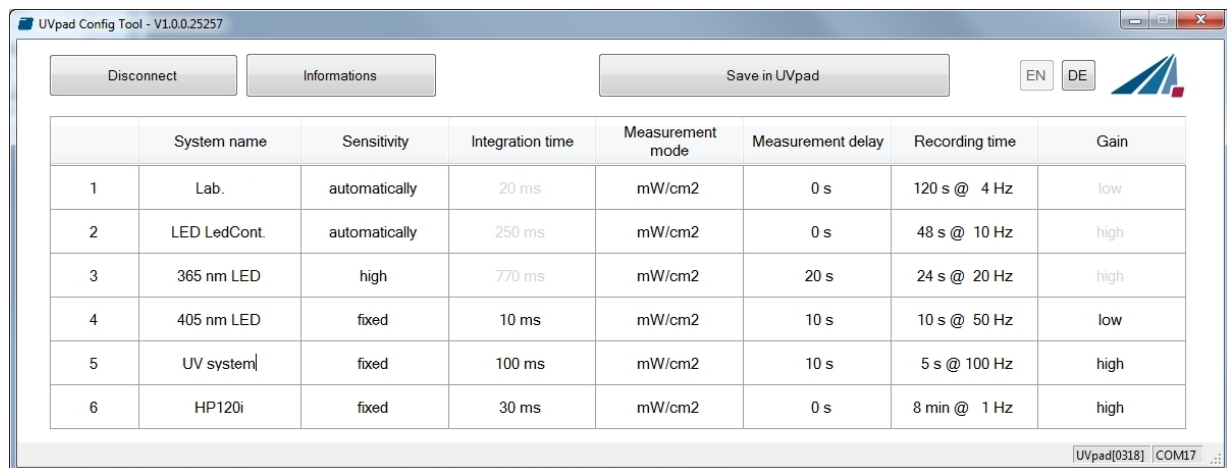 UVpad Config Tool - V1.0.0.25257
Disconnect Informations Save in UVpad EN DE
System name Sensitivity Integration time Measurement mode Measurement delay Recording time Gain
1 Lab. automatically 20 ms mW/cm2 0 s 120 s @ 4 Hz low
2 LED LedCont. automatically 250 ms mW/cm2 0 s 48 s @ 10 Hz high
3 365 nm LED high 770 ms mW/cm2 20 s 24 s @ 20 Hz high
4 405 nm LED fixed 10 ms mW/cm2 10 s 10 s @ 50 Hz low
5 UV system fixed 100 ms mW/cm2 10 s 5 s @ 100 Hz high
6 HP120i fixed 30 ms mW/cm2 0 s 8 min @ 1 Hz high
UVpad[0318] COM17